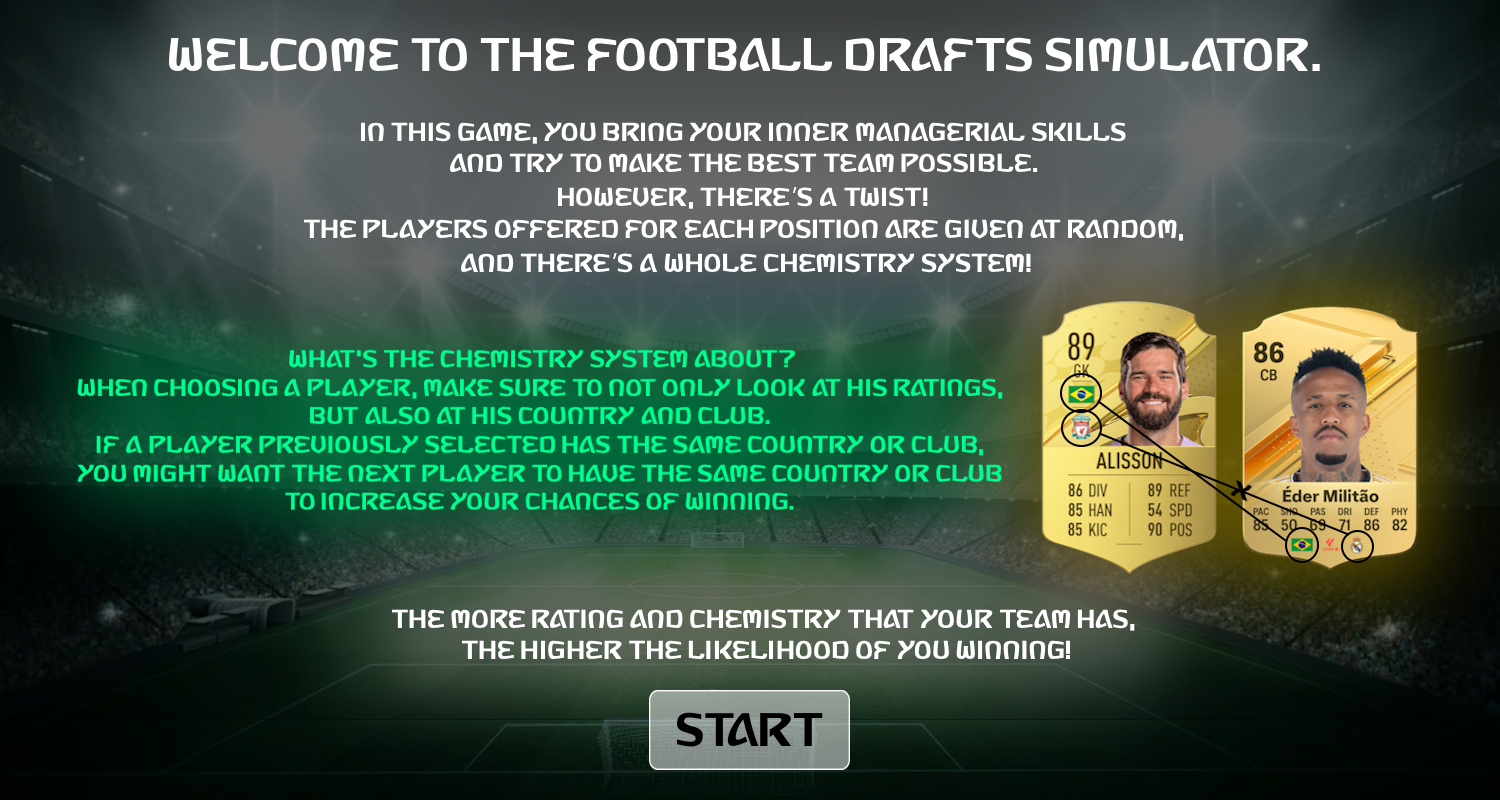 WELCOME TO THE FOOTBALL DRAFTS SIMULATOR.
IN THIS GAME, YOU BRING YOUR INNER MANAGERIAL SKILLS
AND TRY TO MAKE THE BEST TEAM POSSIBLE.
HOWEVER, THERE'S A TWIST!
THE PLAYERS OFFERED FOR EACH POSITION ARE GIVEN AT RANDOM,
AND THERE'S A WHOLE CHEMISTRY SYSTEM!
WHAT'S THE CHEMISTRY SYSTEM ABOUT?
WHEN CHOOSING A PLAYER, MAKE SURE TO NOT ONLY LOOK AT HIS RATINGS,
BUT ALSO AT HIS COUNTRY AND CLUB.
IF A PLAYER PREVIOUSLY SELECTED HAS THE SAME COUNTRY OR CLUB,
YOU MIGHT WANT THE NEXT PLAYER TO HAVE THE SAME COUNTRY OR CLUB
TO INCREASE YOUR CHANCES OF WINNING.
89
GK
ALISSON
86 DIV 89 REF
85 HAN 54 SPD
85 KIC 90 POS
86
CB
Éder Militão
PAC SHO PAS DRI DEF PHY
85 50 69 71 86 82
THE MORE RATING AND CHEMISTRY THAT YOUR TEAM HAS,
THE HIGHER THE LIKELIHOOD OF YOU WINNING!
START